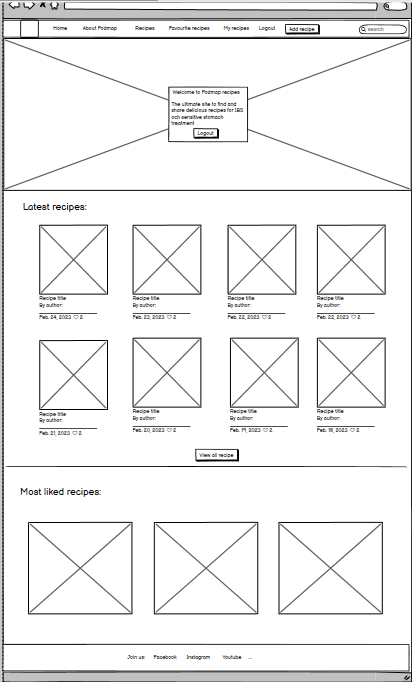 Home About Fodmap Recipes Favourite recipes My recipes Logout Add recipe search
Welcome to Fodmap recipes
The ultimate site to find and
share delicious recipes for IBS
och sensitive stomach
treatment
Logout
Latest recipes:
Recipe title Recipe title Recipe title Recipe title
By author: By author: By author: By author:
Feb. 24, 2023 ♡ 2 Feb. 23, 2023 ♡ 2 Feb. 22, 2023 ♡ 2 Feb. 22, 2023 ♡ 2
Recipe title Recipe title Recipe title Recipe title
By author: By author: By author: By author:
Feb. 21, 2023 ♡ 2 Feb. 20, 2023 ♡ 2 Feb. 19, 2023 ♡ 2 Feb. 18, 2023 ♡ 2
View all recipe
Most liked recipes:
Join us: Facebook Instagram Youtube ...